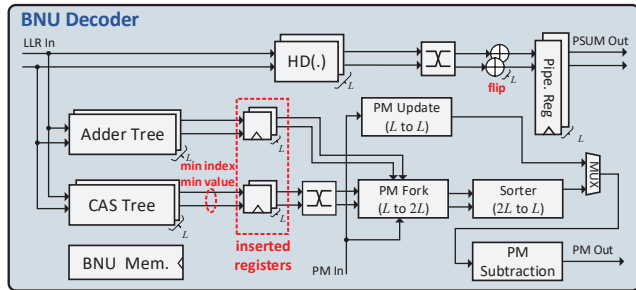 BNU Decoder
LLR In
PSUM Out
HD(.)
L
L
flip
Pipe. Reg
L
Adder Tree
L
L
PM Update
(L to L)
min index
min value
CAS Tree
L
L
PM Fork
(L to 2L)
Sorter
(2L to L)
MUX
inserted
registers
BNU Mem.
PM In
PM
Subtraction
PM Out